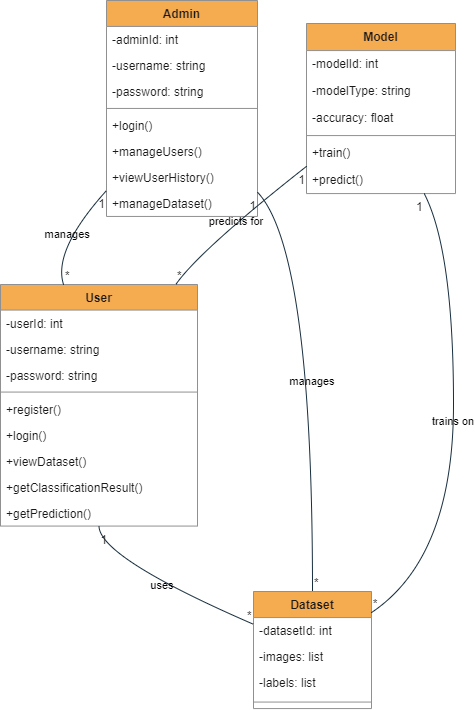 Admin
-adminId: int
-username: string
-password: string
+login()
+manageUsers()
+viewUserHistory()
+manageDataset()
Model
-modelId: int
-modelType: string
-accuracy: float
+train()
+predict()
1
manages
*
1
predicts for
*
1
manages
*
1
trains on
*
User
-userId: int
-username: string
-password: string
+register()
+login()
+viewDataset()
+getClassificationResult()
+getPrediction()
1
uses
*
Dataset
-datasetId: int
-images: list
-labels: list